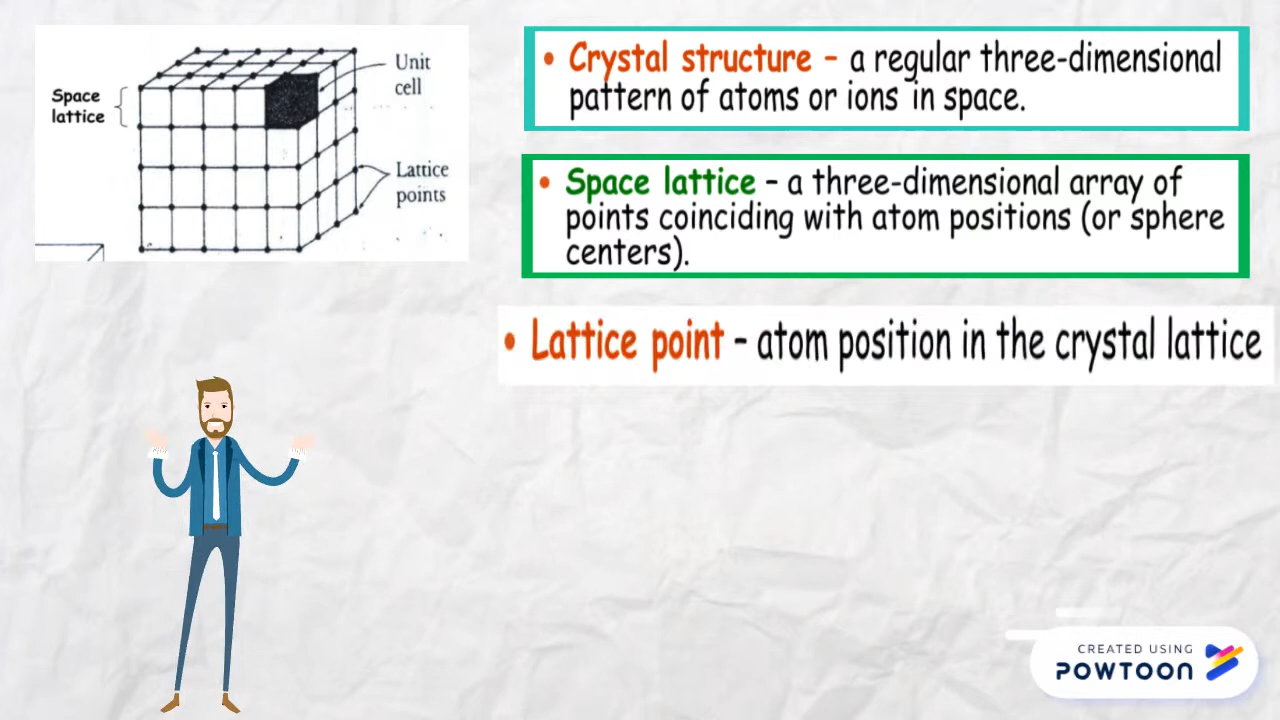 Space
lattice
Unit
cell
Lattice
points
• Crystal structure – a regular three-dimensional
pattern of atoms or ions in space.
• Space lattice – a three-dimensional array of
points coinciding with atom positions (or sphere
centers).
• Lattice point – atom position in the crystal lattice
CREATED USING
POWTOON